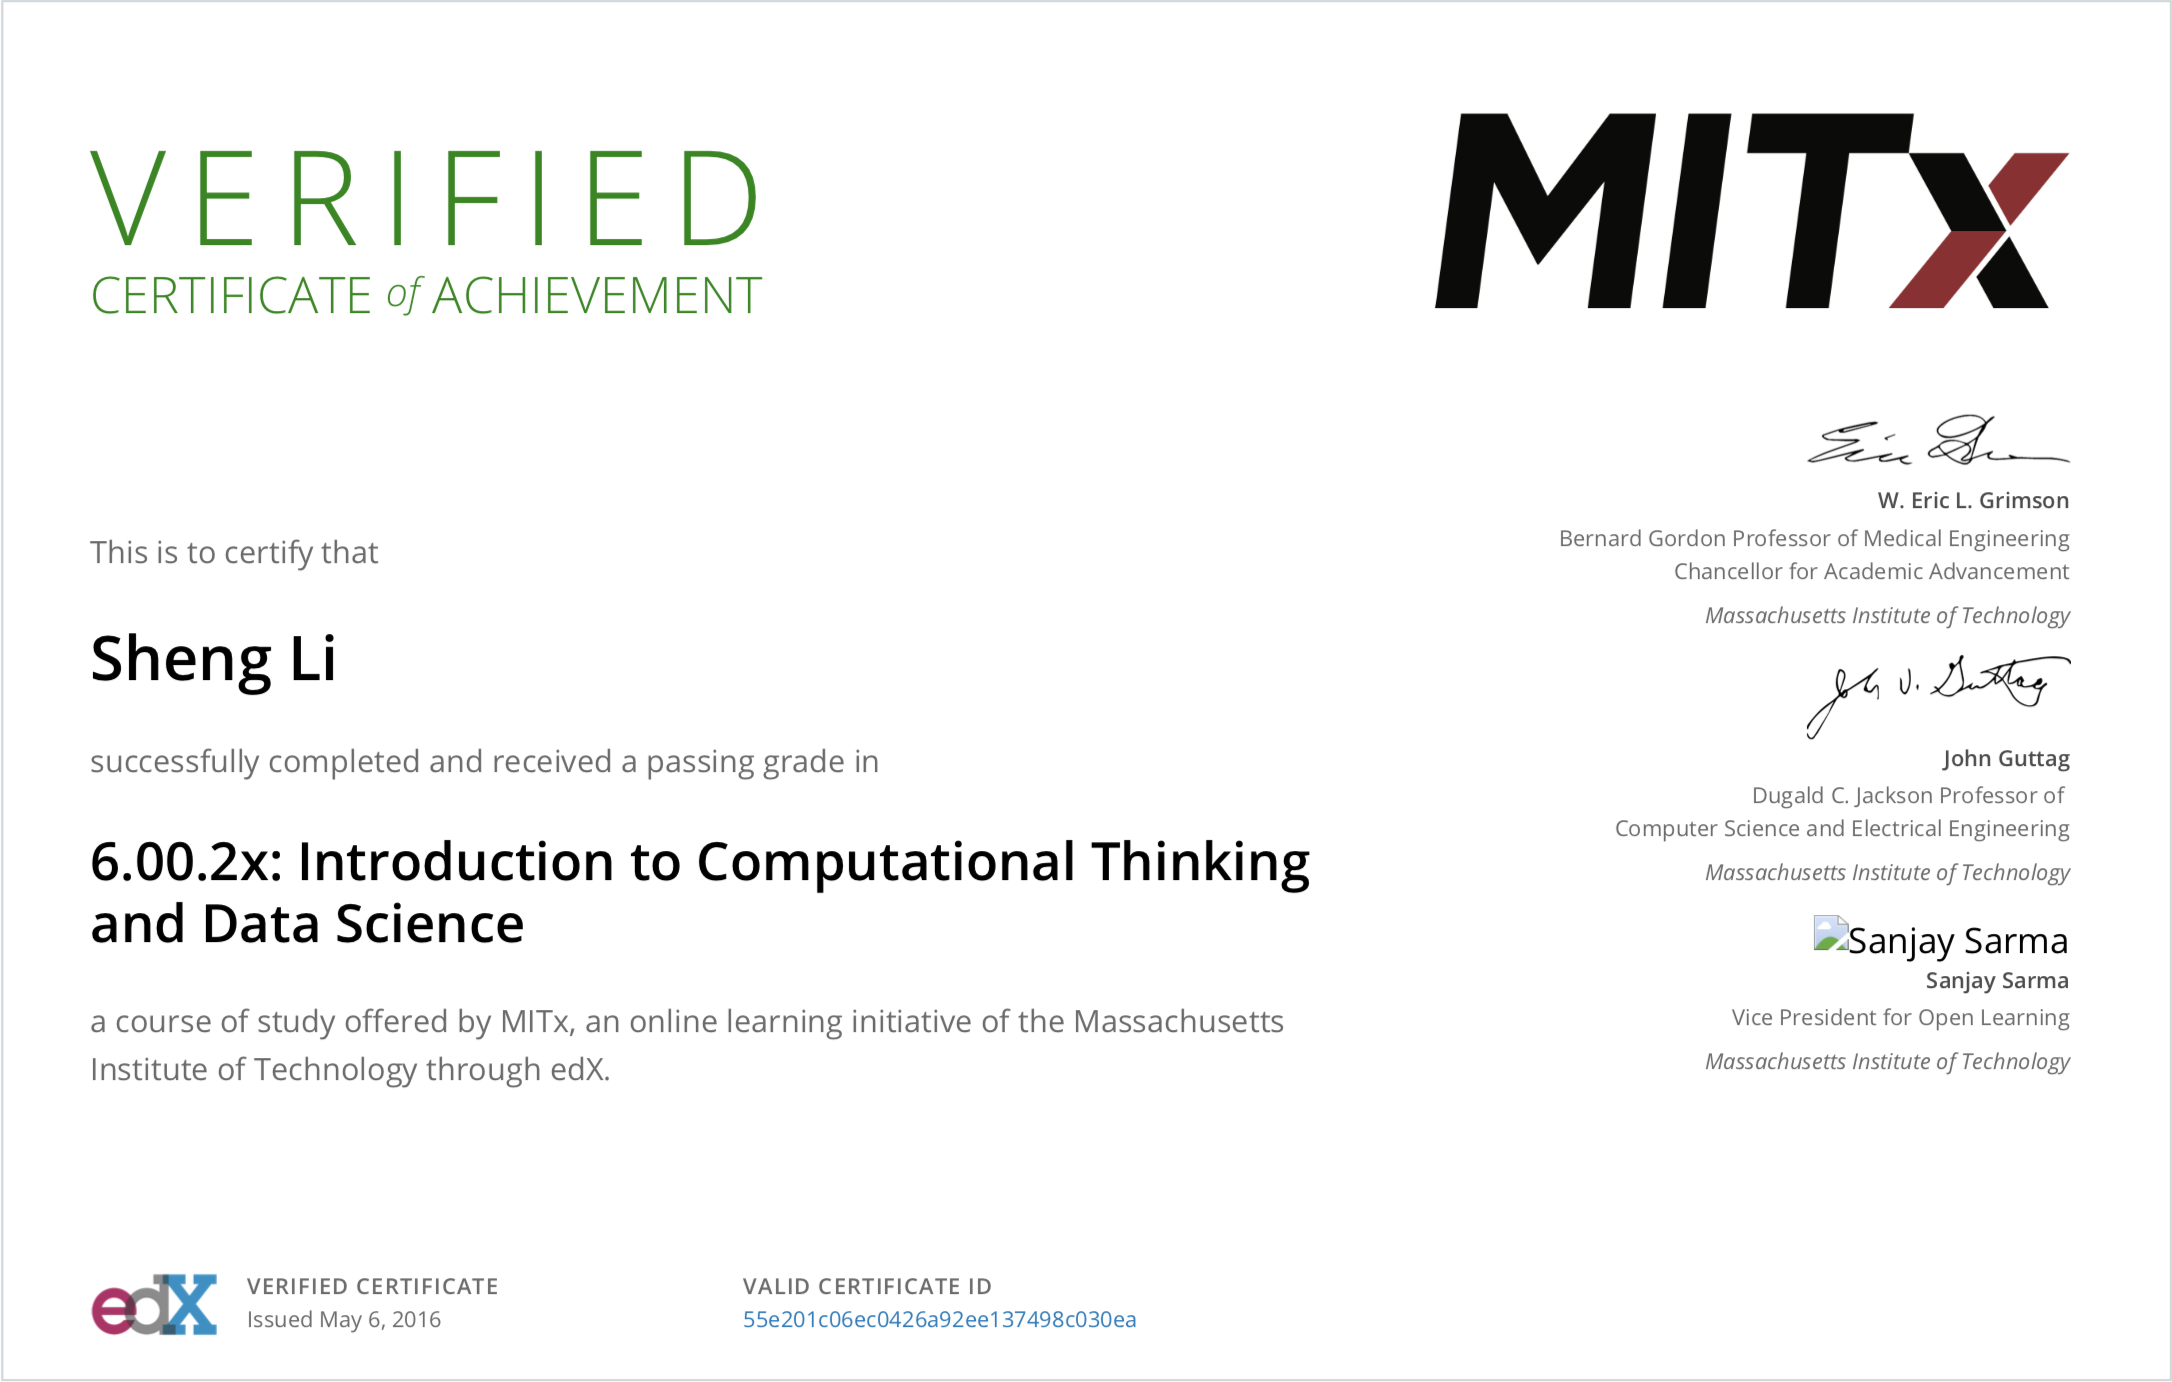 VERIFIED
CERTIFICATE of ACHIEVEMENT
MITx
This is to certify that
Sheng Li
successfully completed and received a passing grade in
6.00.2x: Introduction to Computational Thinking
and Data Science
a course of study offered by MITx, an online learning initiative of the Massachusetts
Institute of Technology through edX.
W. Eric L. Grimson
Bernard Gordon Professor of Medical Engineering
Chancellor for Academic Advancement
Massachusetts Institute of Technology
John V. Guttag
John Guttag
Dugald C. Jackson Professor of
Computer Science and Electrical Engineering
Massachusetts Institute of Technology
Sanjay Sarma
Sanjay Sarma
Vice President for Open Learning
Massachusetts Institute of Technology
edX
VERIFIED CERTIFICATE
Issued May 6, 2016
VALID CERTIFICATE ID
55e201c06ec0426a92ee137498c030ea